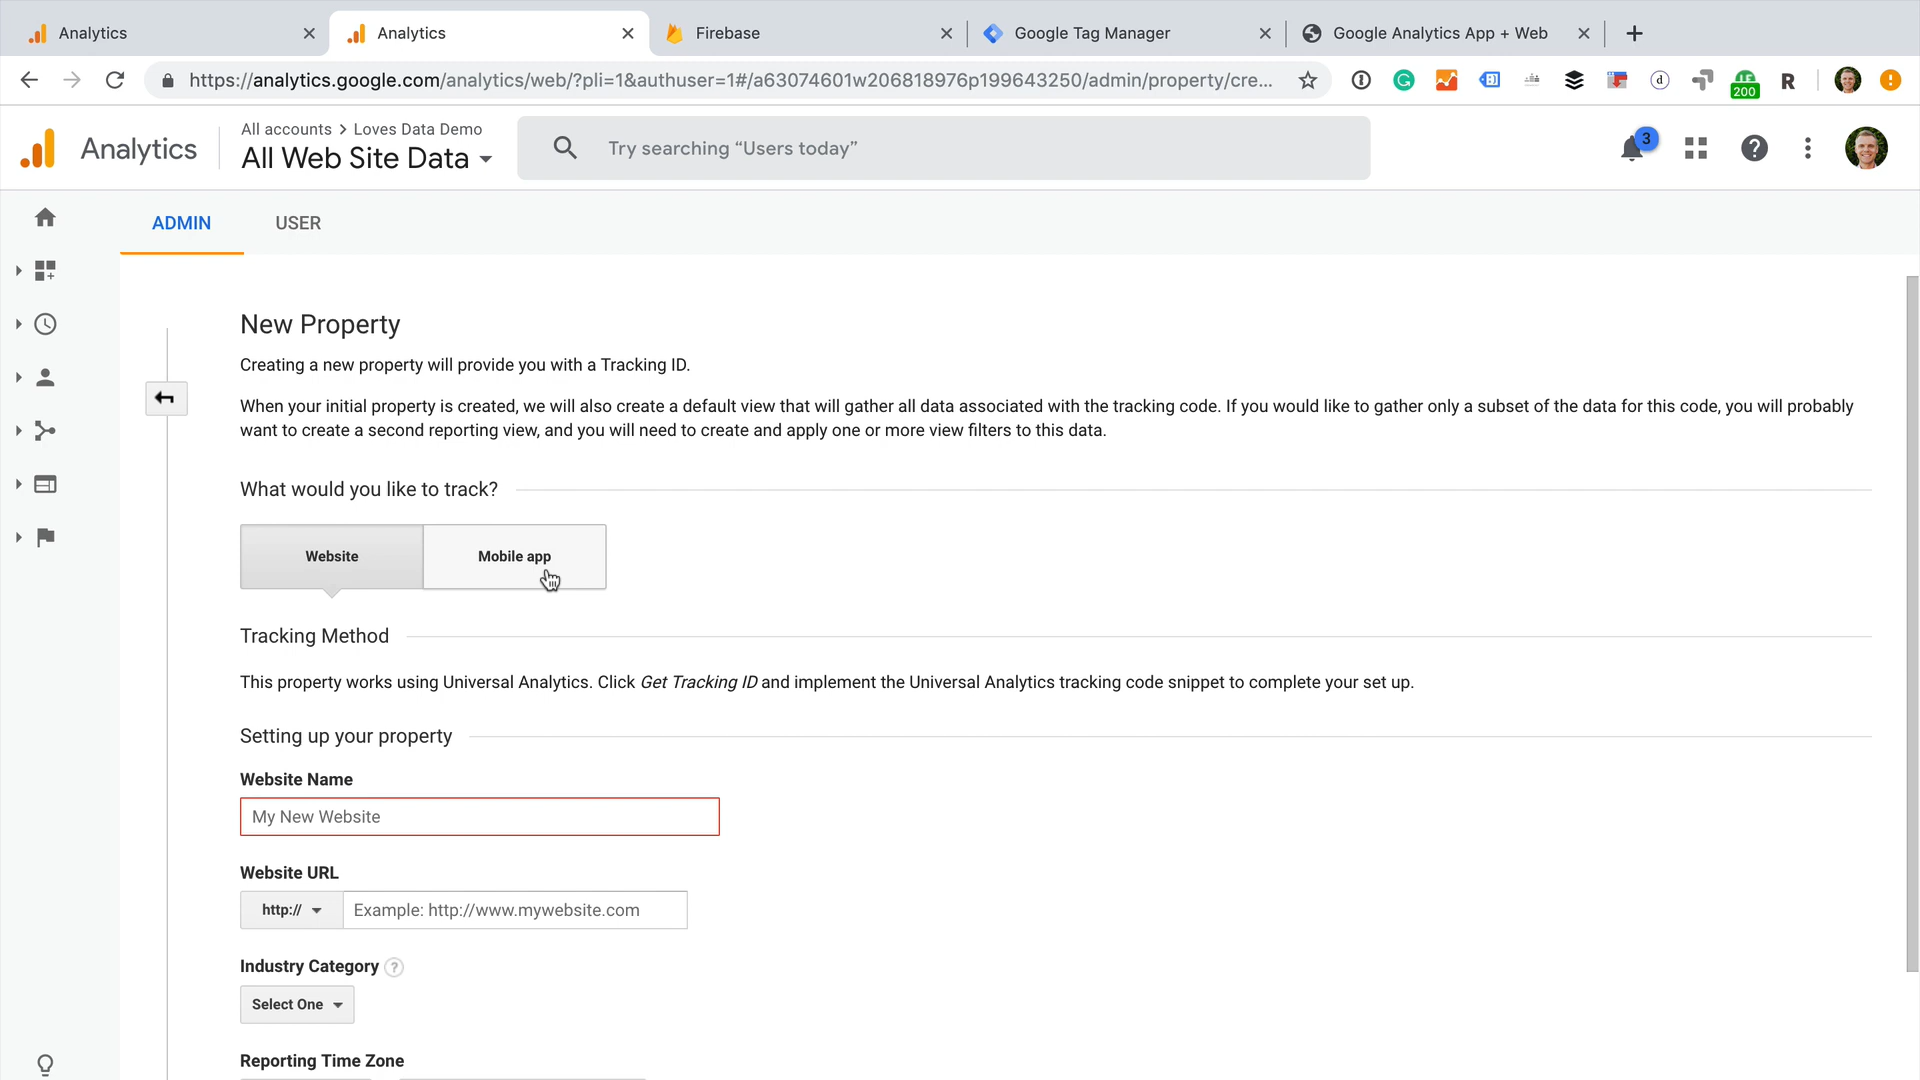 Analytics
Analytics
Firebase
Google Tag Manager
Google Analytics App + Web
https://analytics.google.com/analytics/web/?pli=1&authuser=1#/a63074601w206818976p199643250/admin/property/cre...
200
Analytics
All accounts > Loves Data Demo
All Web Site Data
Try searching “Users today”
3
ADMIN
USER
New Property
Creating a new property will provide you with a Tracking ID.
When your initial property is created, we will also create a default view that will gather all data associated with the tracking code. If you would like to gather only a subset of the data for this code, you will probably
want to create a second reporting view, and you will need to create and apply one or more view filters to this data.
What would you like to track?
Website
Mobile app
Tracking Method
This property works using Universal Analytics. Click Get Tracking ID and implement the Universal Analytics tracking code snippet to complete your set up.
Setting up your property
Website Name
My New Website
Website URL
http://
Example: http://www.mywebsite.com
Industry Category
Select One
Reporting Time Zone